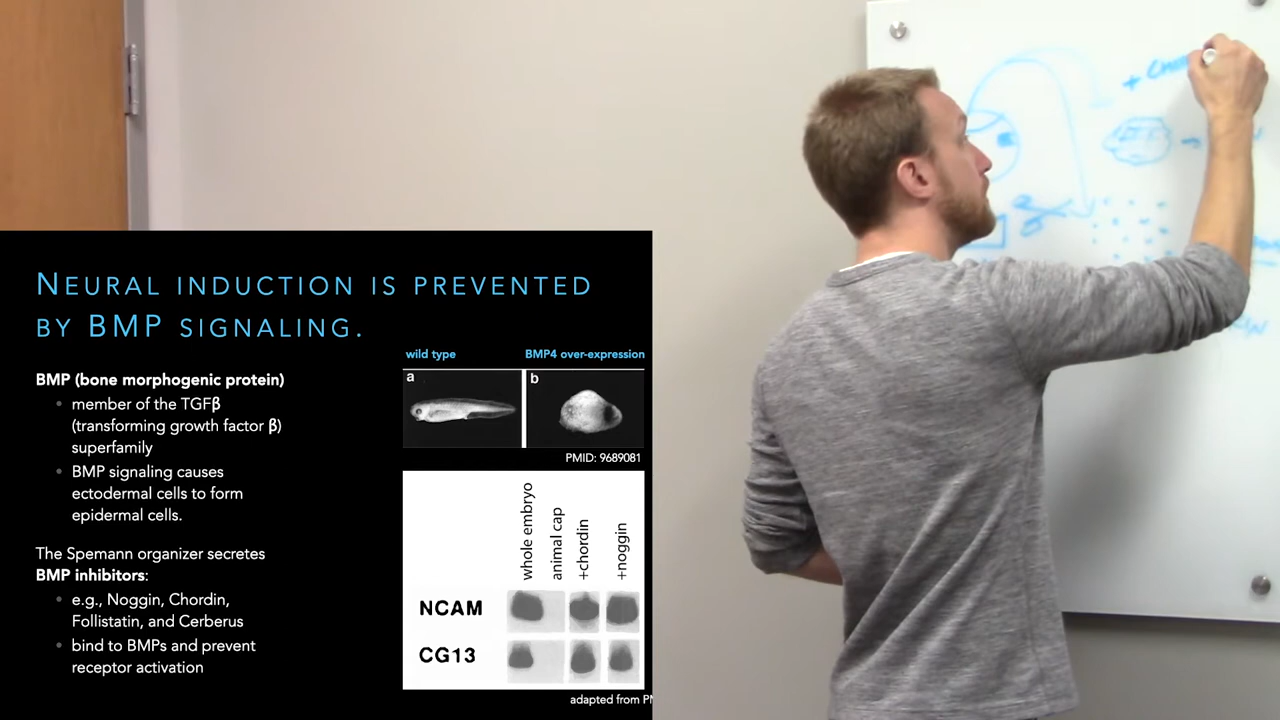 NEURAL INDUCTION IS PREVENTED
BY BMP SIGNALING.
BMP (bone morphogenic protein)
member of the TGFβ
(transforming growth factor β)
superfamily
BMP signaling causes
ectodermal cells to form
epidermal cells.
The Spemann organizer secretes
BMP inhibitors:
e.g., Noggin, Chordin,
Follistatin, and Cerberus
bind to BMPs and prevent
receptor activation
wild type
BMP4 over-expression
a
b
PMID: 9689081
whole embryo
animal cap
+chordin
+noggin
NCAM
CG13
adapted from